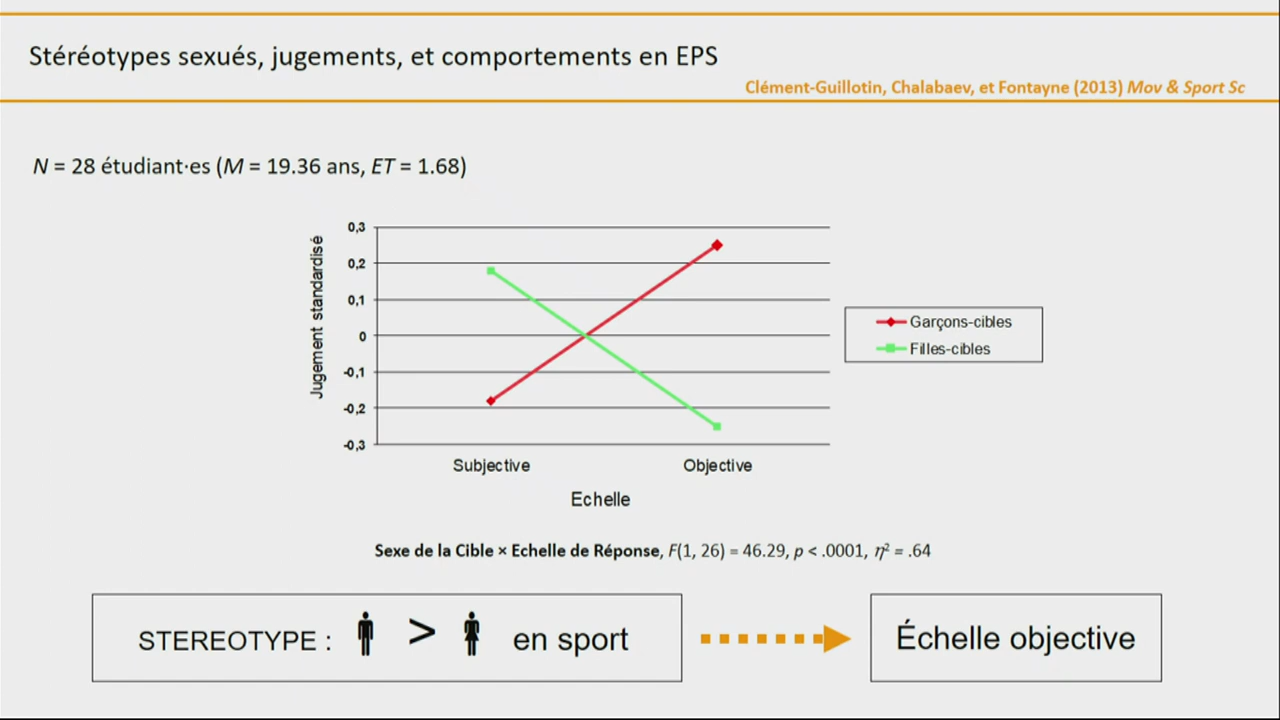 Stéréotypes sexués, jugements, et comportements en EPS
Clément-Guillotin, Chalabaev, et Fontayne (2013) Mov & Sport Sc
N = 28 étudiant·es (M = 19.36 ans, ET = 1.68)
Jugement standardisé
0,3
0,2
0,1
0
-0,1
-0,2
-0,3
Subjective
Objective
Echelle
Garçons-cibles
Filles-cibles
Sexe de la Cible × Echelle de Réponse, F(1, 26) = 46.29, p < .0001, η² = .64
STEREOTYPE : > en sport
Échelle objective